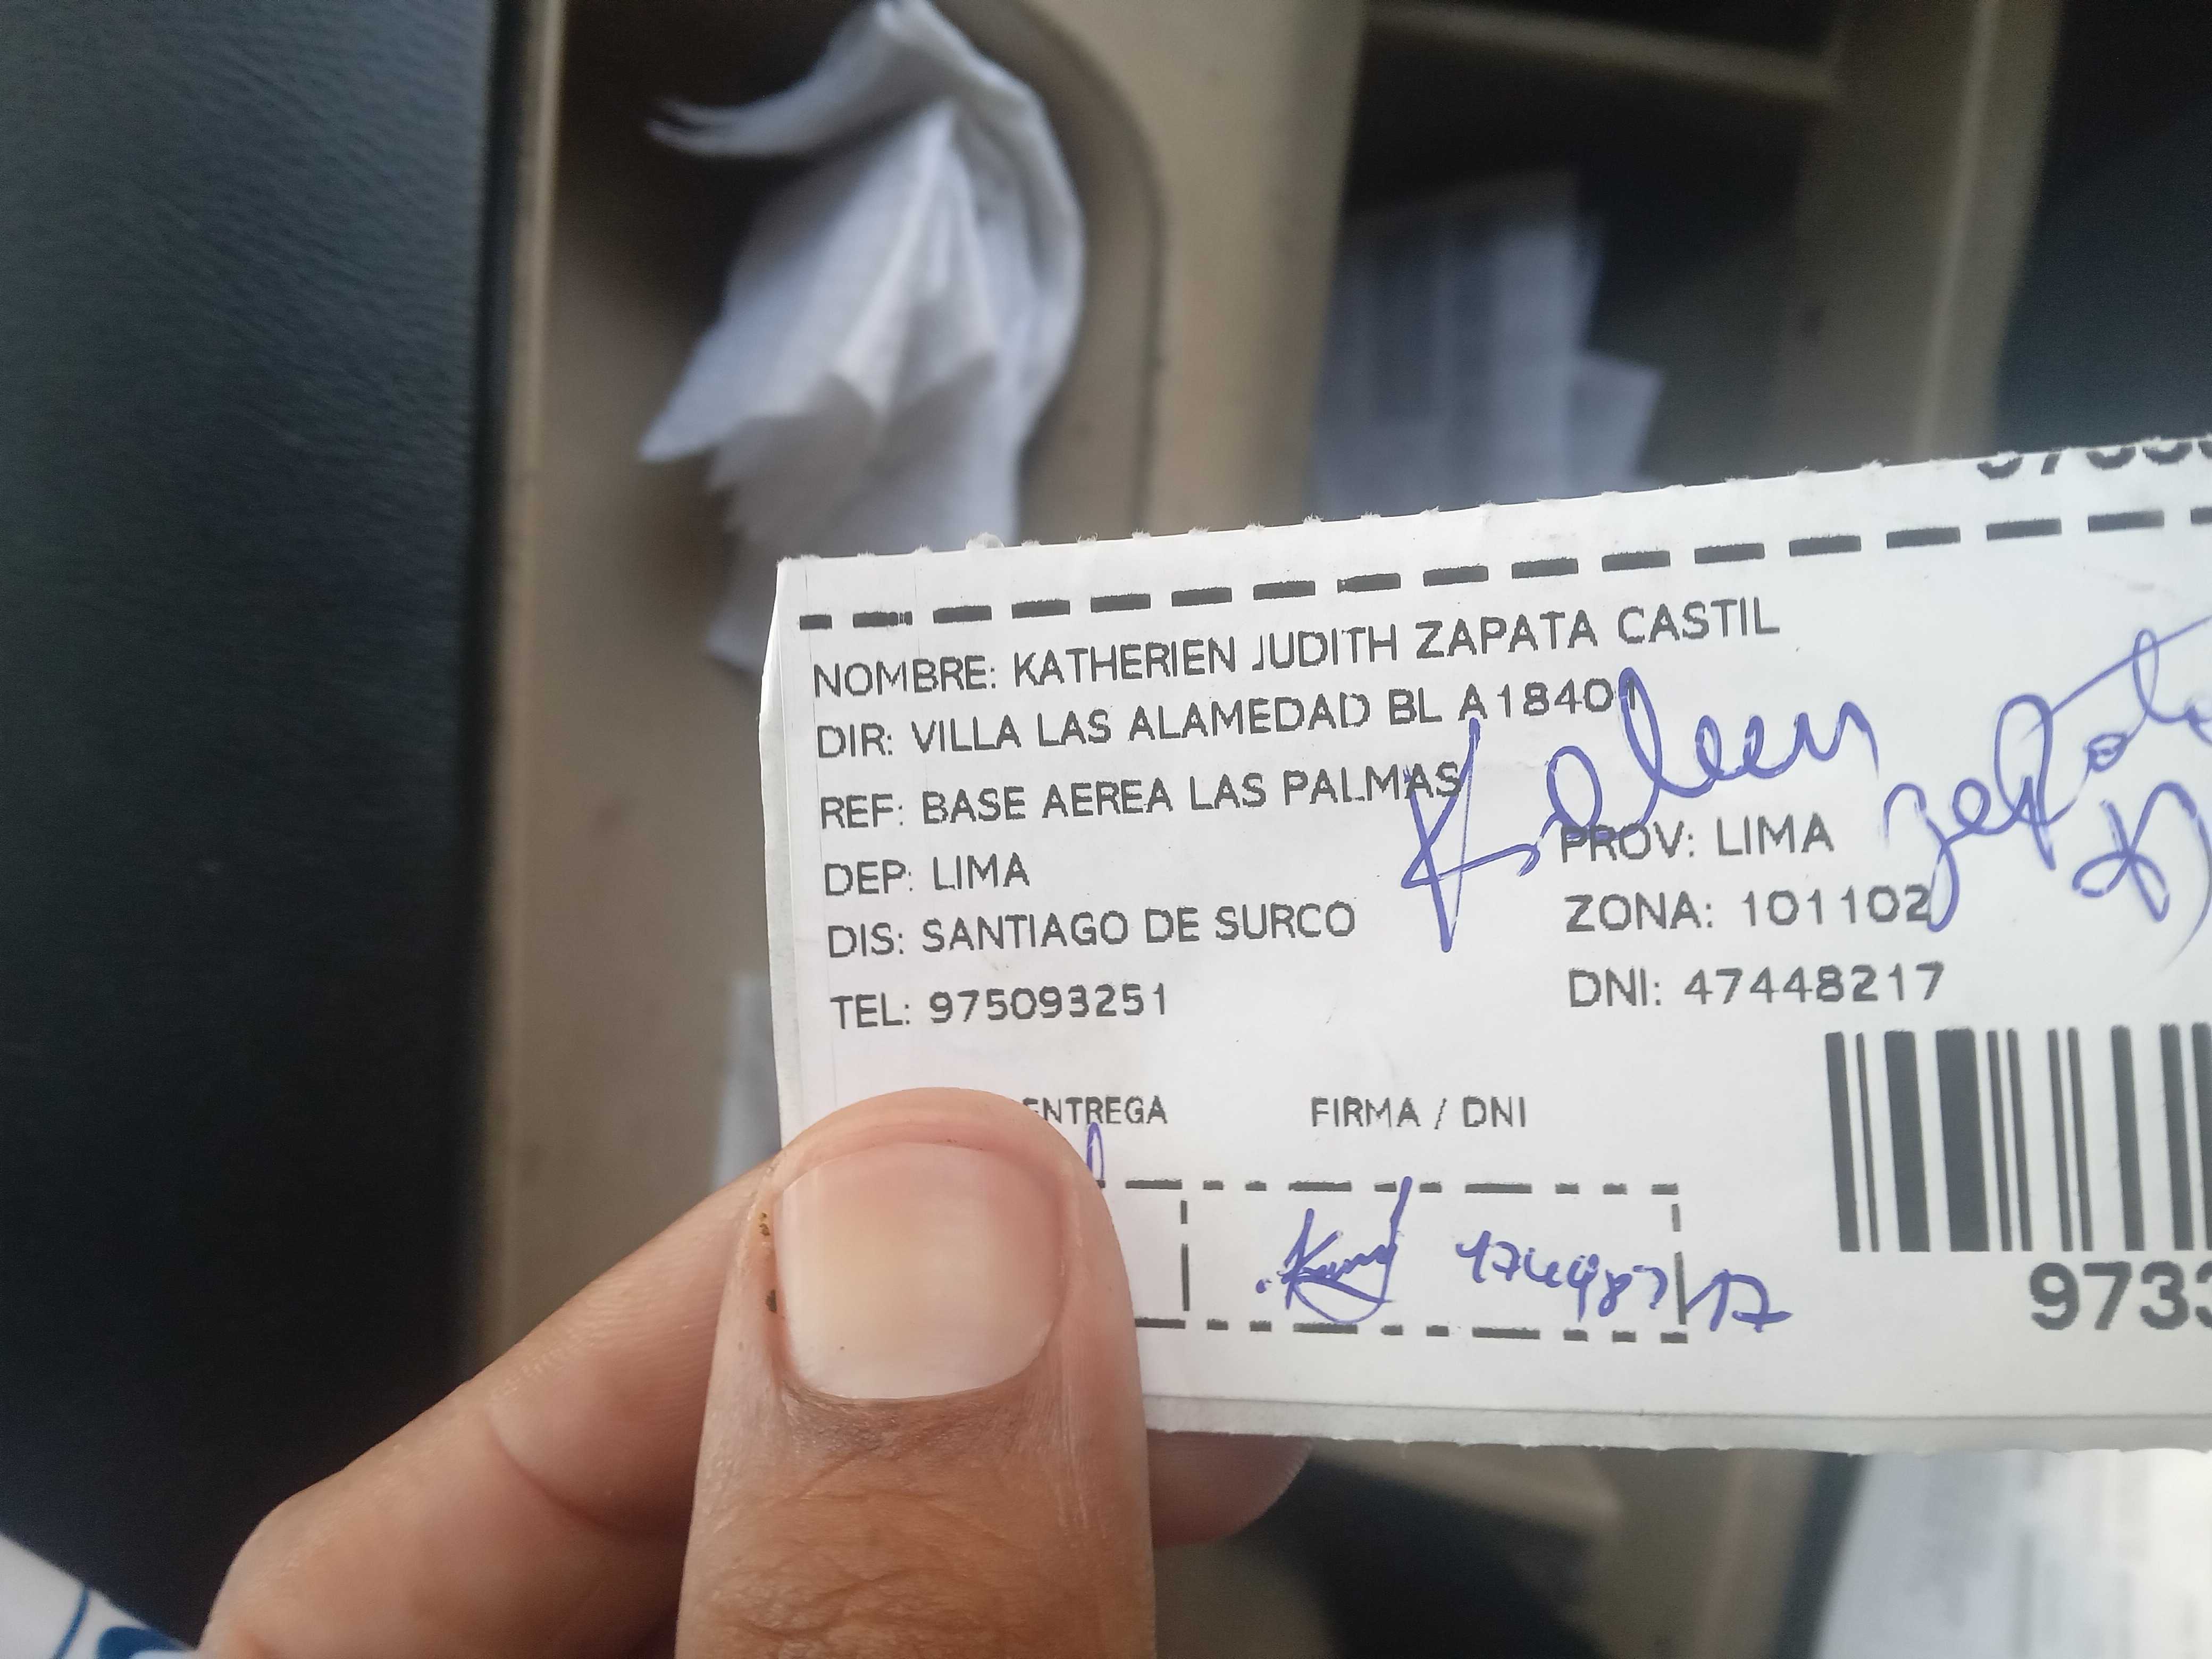 NOMBRE: KATHERIEN JUDITH ZAPATA CASTIL
DIR: VILLA LAS ALAMEDAD BL A18401
REF: BASE AEREA LAS PALMAS
DEP: LIMA
PROV: LIMA
DIS: SANTIAGO DE SURCO
ZONA: 101102
TEL: 975093251
DNI: 47448217
ENTREGA
FIRMA / DNI
9733